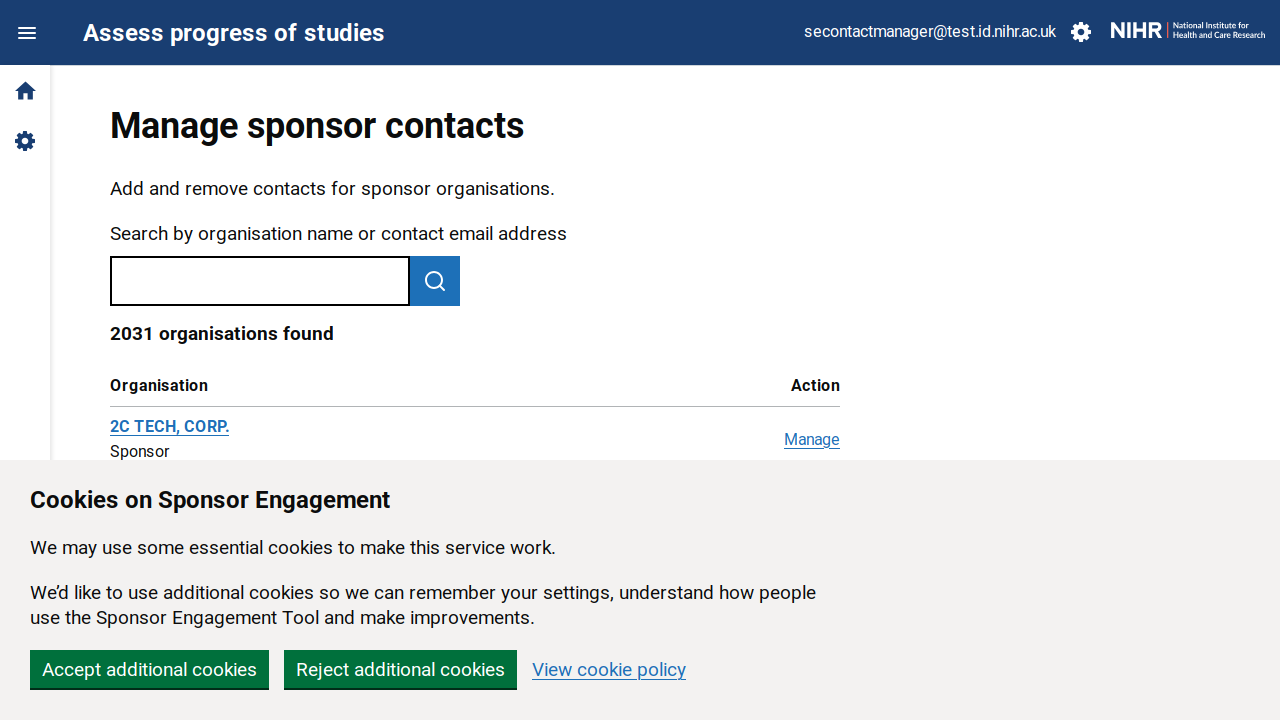 Assess progress of studies
secontactmanager@test.id.nihr.ac.uk
NIHR
National Institute for
Health and Care Research
Manage sponsor contacts
Add and remove contacts for sponsor organisations.
Search by organisation name or contact email address
2031 organisations found
Organisation Action
2C TECH, CORP.
Manage
Sponsor
Cookies on Sponsor Engagement
We may use some essential cookies to make this service work.
We’d like to use additional cookies so we can remember your settings, understand how people
use the Sponsor Engagement Tool and make improvements.
Accept additional cookies Reject additional cookies View cookie policy